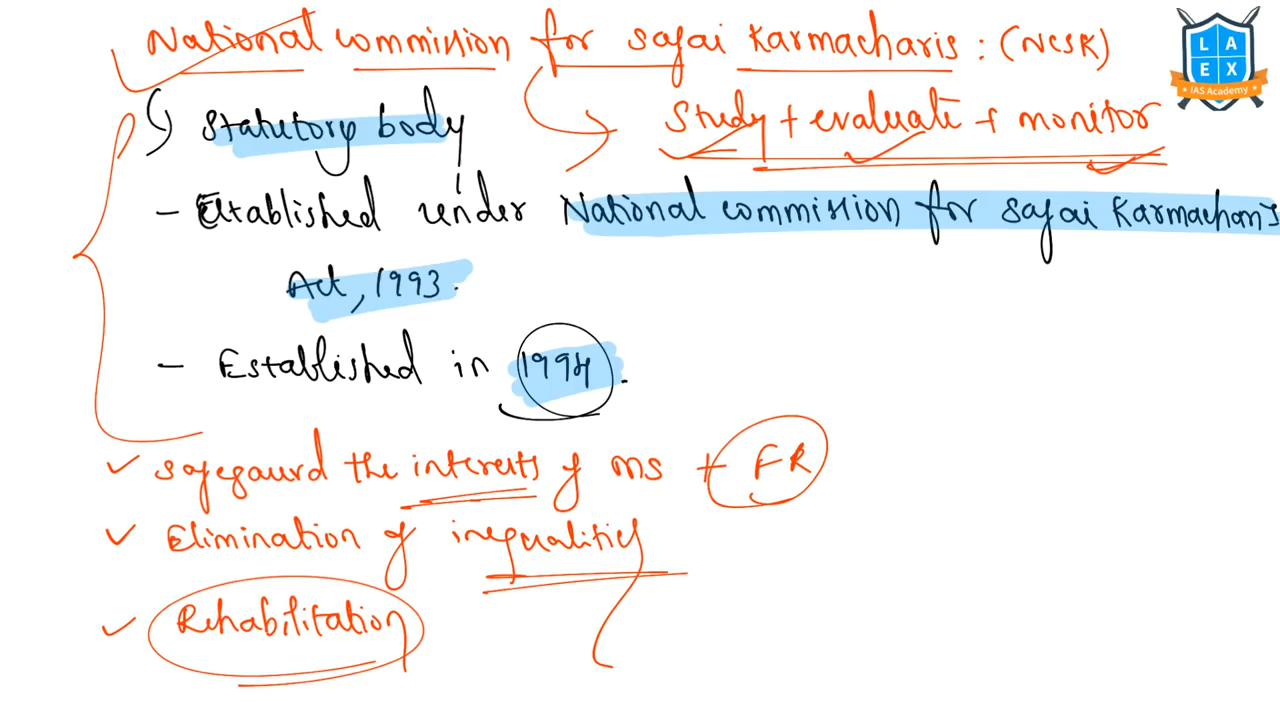 National commission for safai Karmacharis : (NCSK)
Statutory body
Study + evaluate + monitor
- Established under National commission for safai Karmacharis
Act, 1993.
- Established in 1994.
✓ safegaurd the interests of MS + FR
✓ Elimination of inequalities
✓ Rehabilitation
L A
E X
IAS Academy